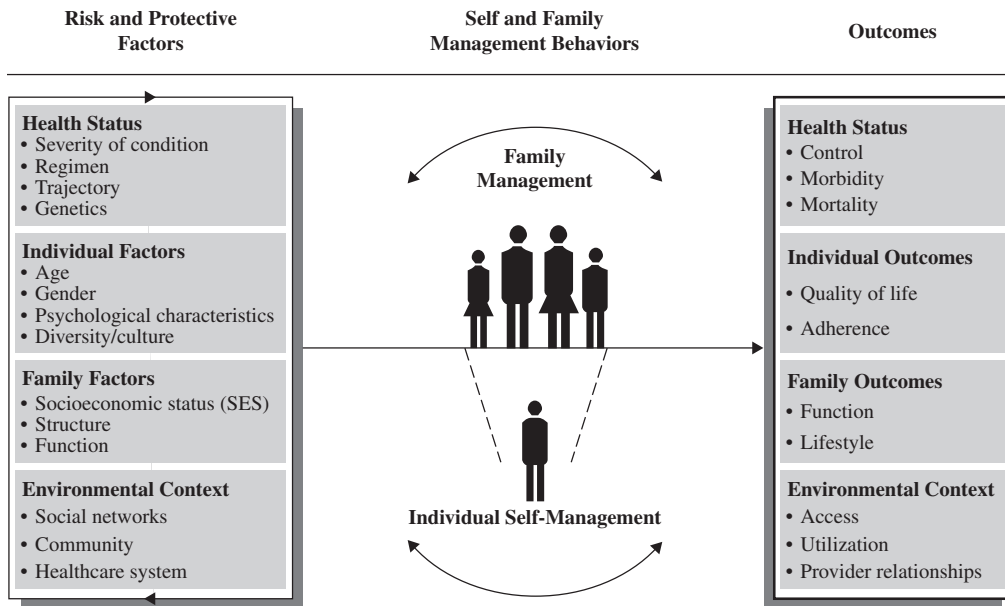 Risk and Protective
Factors
Self and Family
Management Behaviors
Outcomes
Health Status
• Severity of condition
• Regimen
• Trajectory
• Genetics
Individual Factors
• Age
• Gender
• Psychological characteristics
• Diversity/culture
Family Factors
• Socioeconomic status (SES)
• Structure
• Function
Environmental Context
• Social networks
• Community
• Healthcare system
Family
Management
Individual Self-Management
Health Status
• Control
• Morbidity
• Mortality
Individual Outcomes
• Quality of life
• Adherence
Family Outcomes
• Function
• Lifestyle
Environmental Context
• Access
• Utilization
• Provider relationships